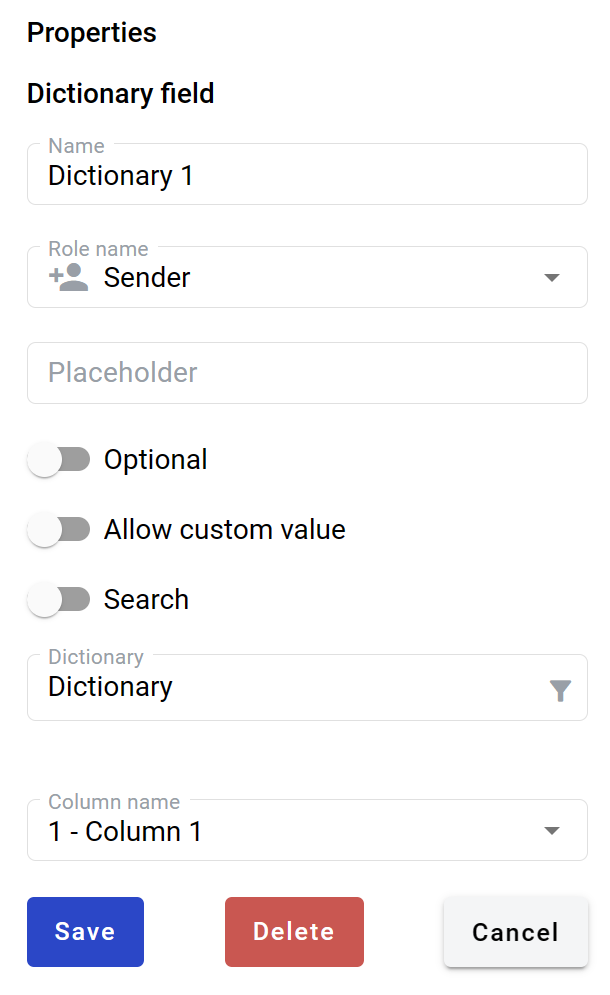 Properties
Dictionary field
Name
Dictionary 1
Role name
Sender
Placeholder
Optional
Allow custom value
Search
Dictionary
Dictionary
Column name
1 - Column 1
Save Delete Cancel